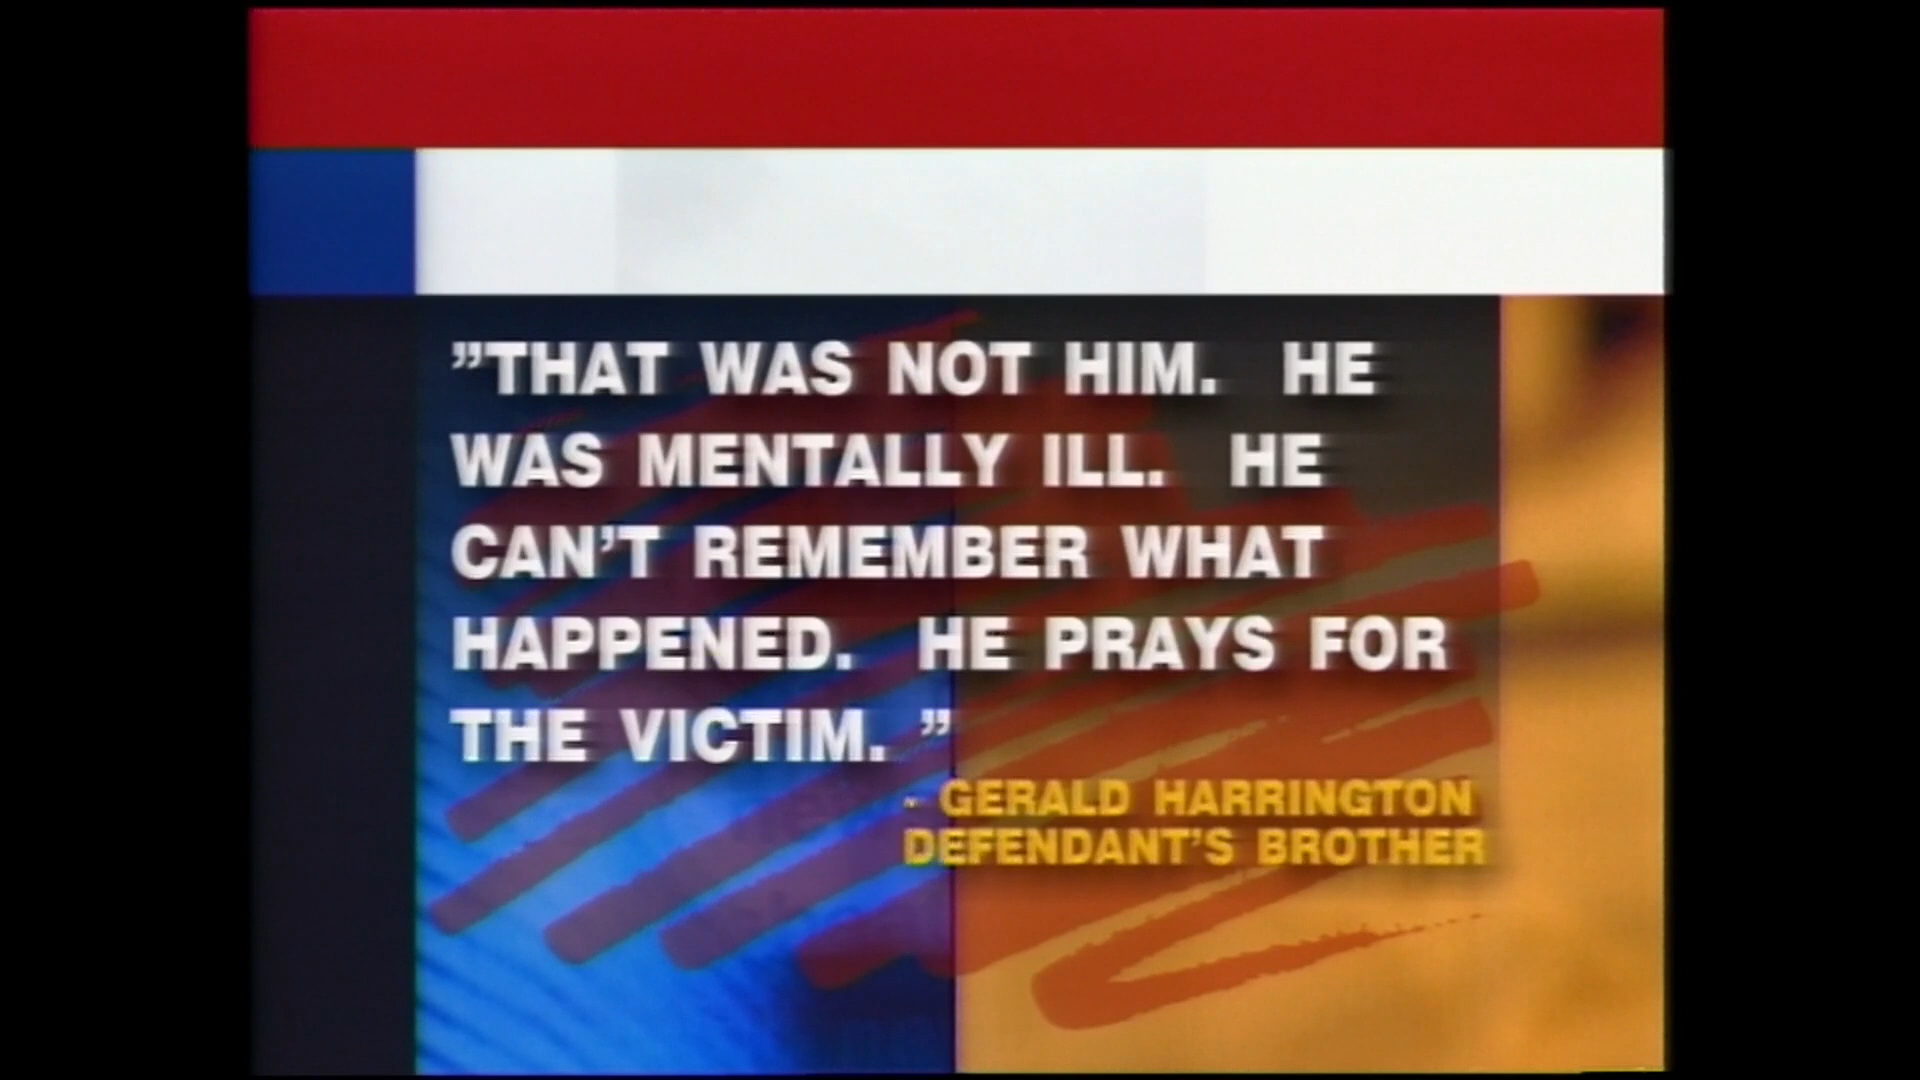 ”THAT WAS NOT HIM. HE
WAS MENTALLY ILL. HE
CAN’T REMEMBER WHAT
HAPPENED. HE PRAYS FOR
THE VICTIM. ”
- GERALD HARRINGTON
DEFENDANT’S BROTHER